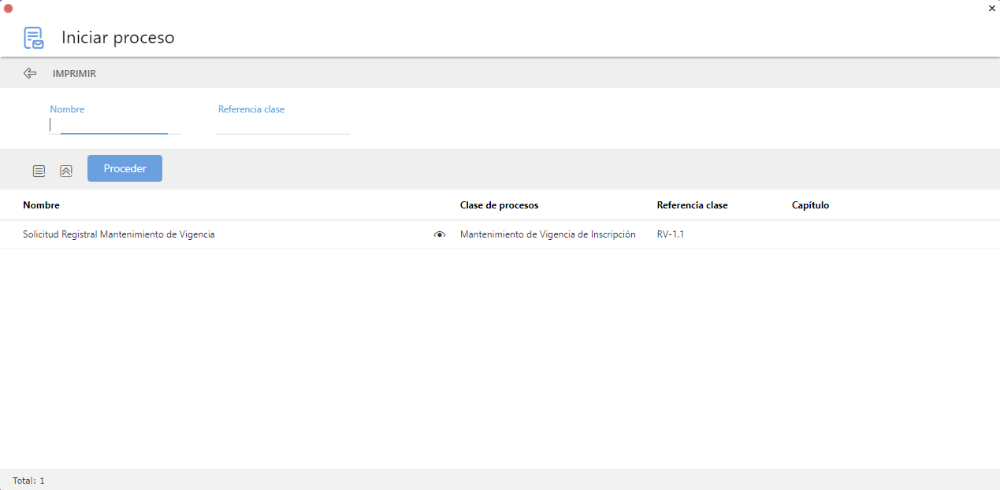 Iniciar proceso
IMPRIMIR
Nombre Referencia clase
Proceder
Nombre Clase de procesos Referencia clase Capítulo
Solicitud Registral Mantenimiento de Vigencia Mantenimiento de Vigencia de Inscripción RV-1.1
Total: 1